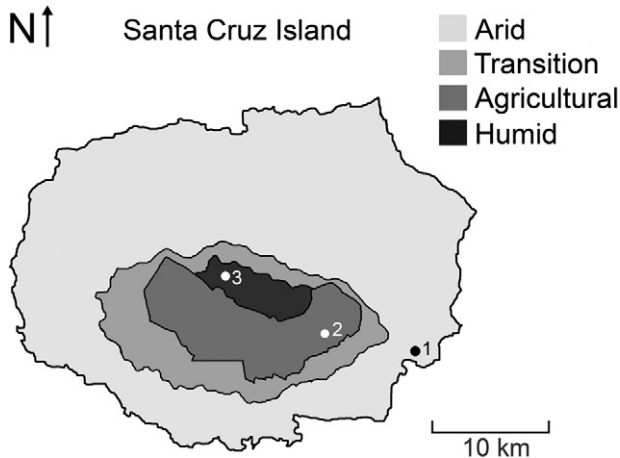 N
Santa Cruz Island
Arid
Transition
Agricultural
Humid
3
2
1
10 km